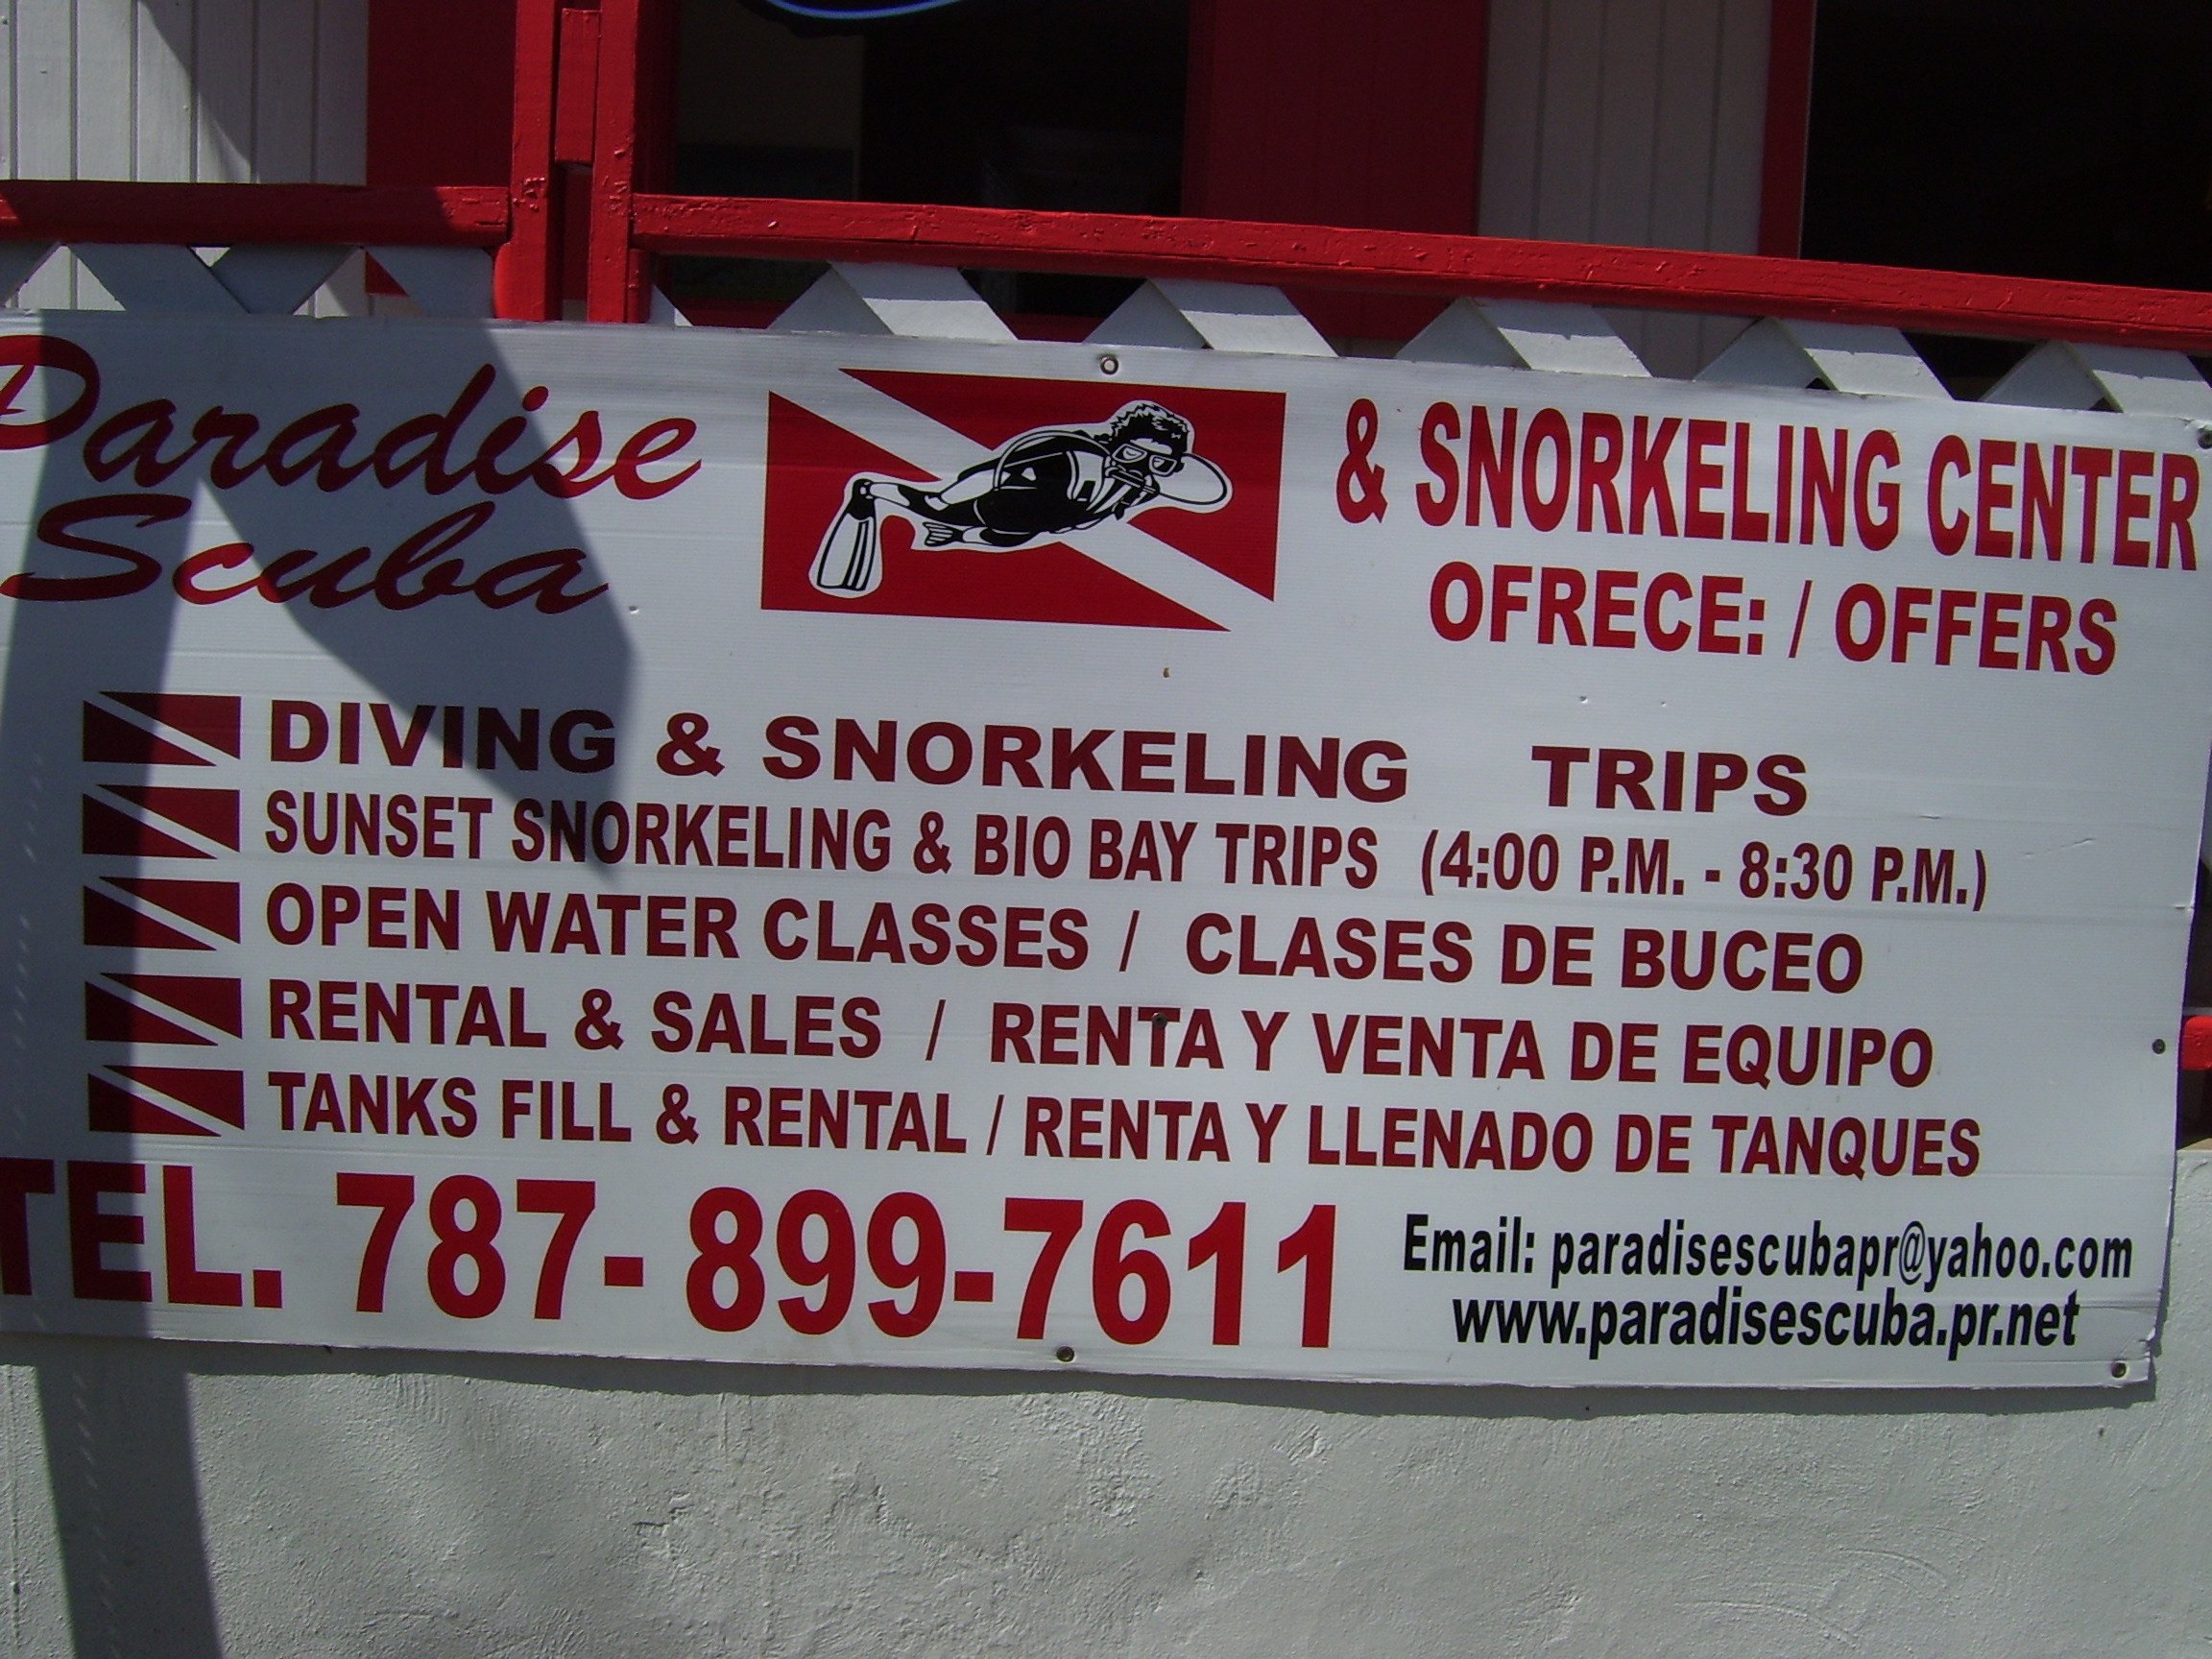 Paradise
Scuba
& SNORKELING CENTER
OFRECE: / OFFERS
DIVING & SNORKELING TRIPS
SUNSET SNORKELING & BIO BAY TRIPS (4:00 P.M. - 8:30 P.M.)
OPEN WATER CLASSES / CLASES DE BUCEO
RENTAL & SALES / RENTA Y VENTA DE EQUIPO
TANKS FILL & RENTAL / RENTA Y LLENADO DE TANQUES
TEL. 787-899-7611
Email: paradisescubapr@yahoo.com
www.paradisescuba.pr.net